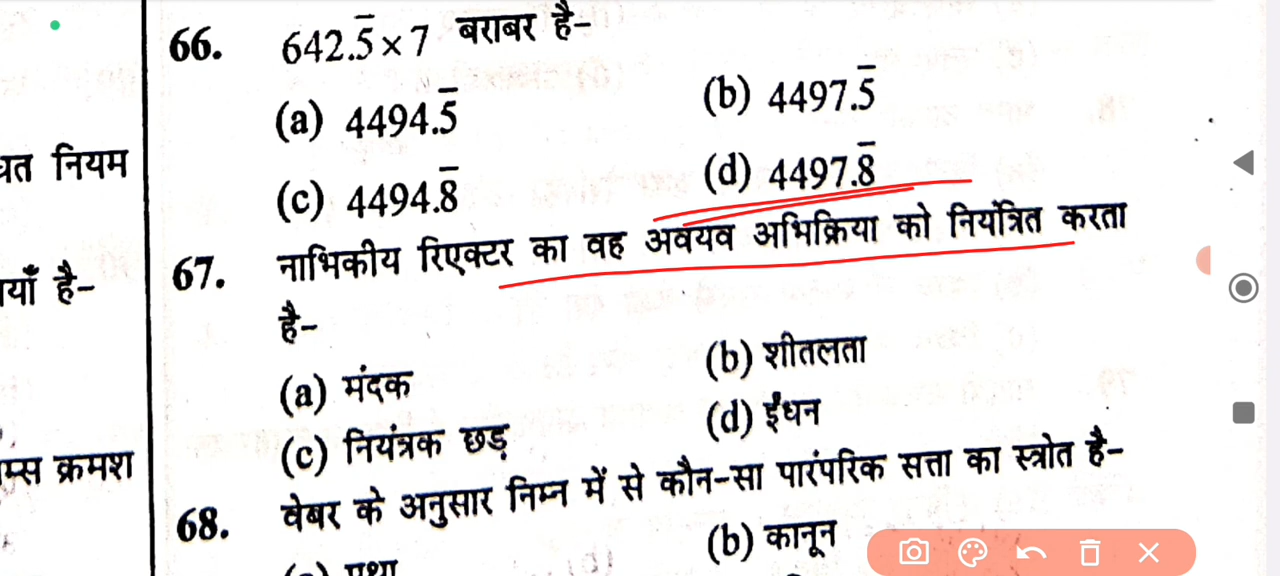 66. 642.5̅ × 7 बराबर है–
(a) 4494.5̅ (b) 4497.5̅
(c) 4494.8̅ (d) 4497.8̅
67. नाभिकीय रिएक्टर का वह अवयव अभिक्रिया को नियंत्रित करता
है–
(a) मंदक (b) शीतलता
(c) नियंत्रक छड़ (d) ईंधन
68. वेबर के अनुसार निम्न में से कौन-सा पारंपरिक सत्ता का स्त्रोत है–
(b) कानून
नियम
है–
क्रमश